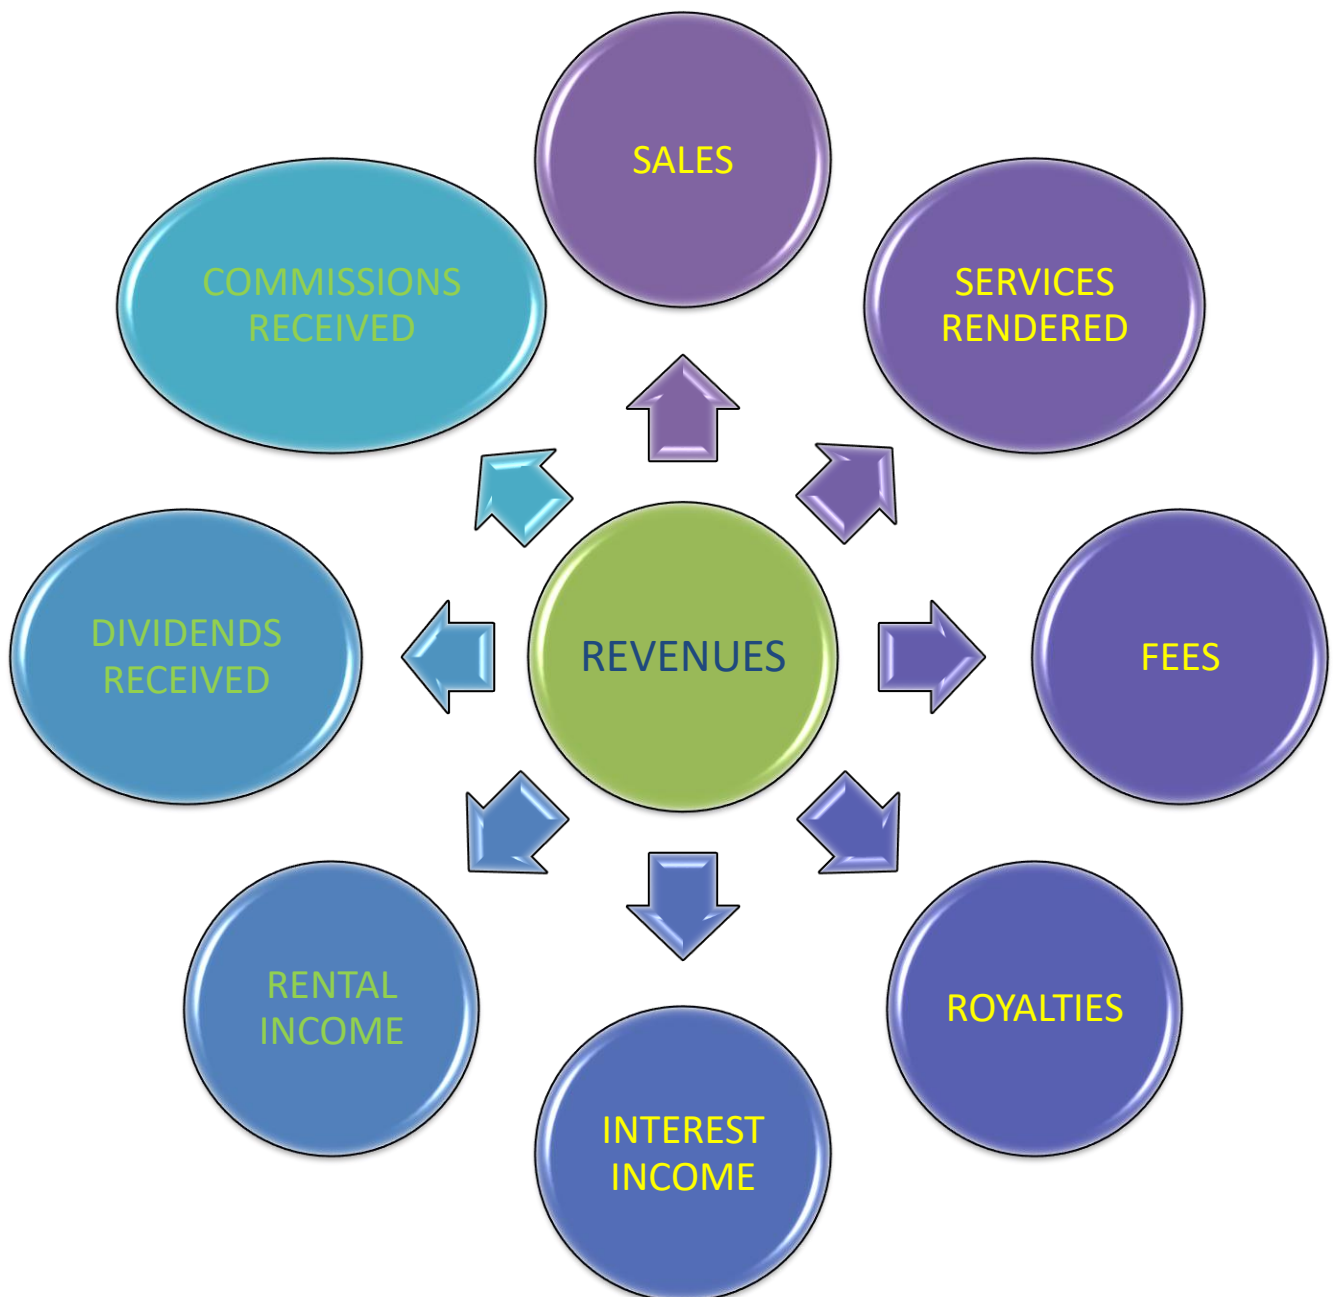 SALES
SERVICES
RENDERED
FEES
ROYALTIES
INTEREST
INCOME
RENTAL
INCOME
DIVIDENDS
RECEIVED
COMMISSIONS
RECEIVED
REVENUES